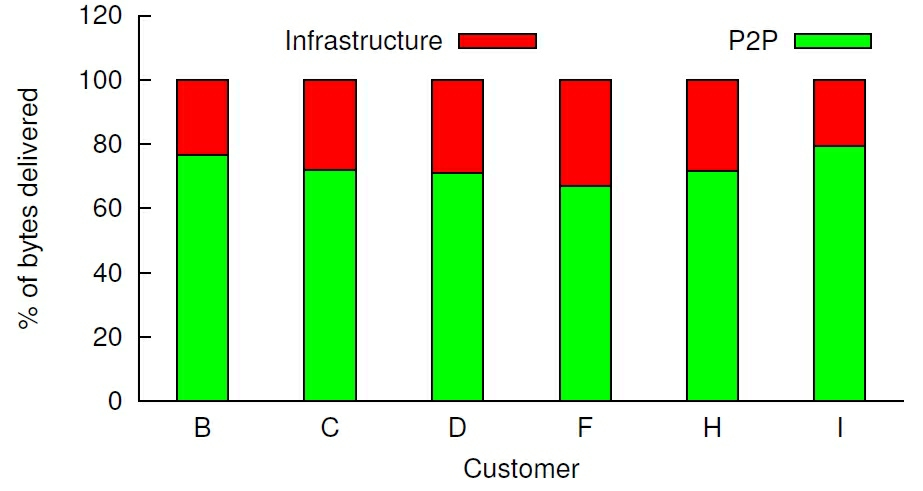 Infrastructure P2P
% of bytes delivered
120
100
80
60
40
20
0
B C D F H I
Customer